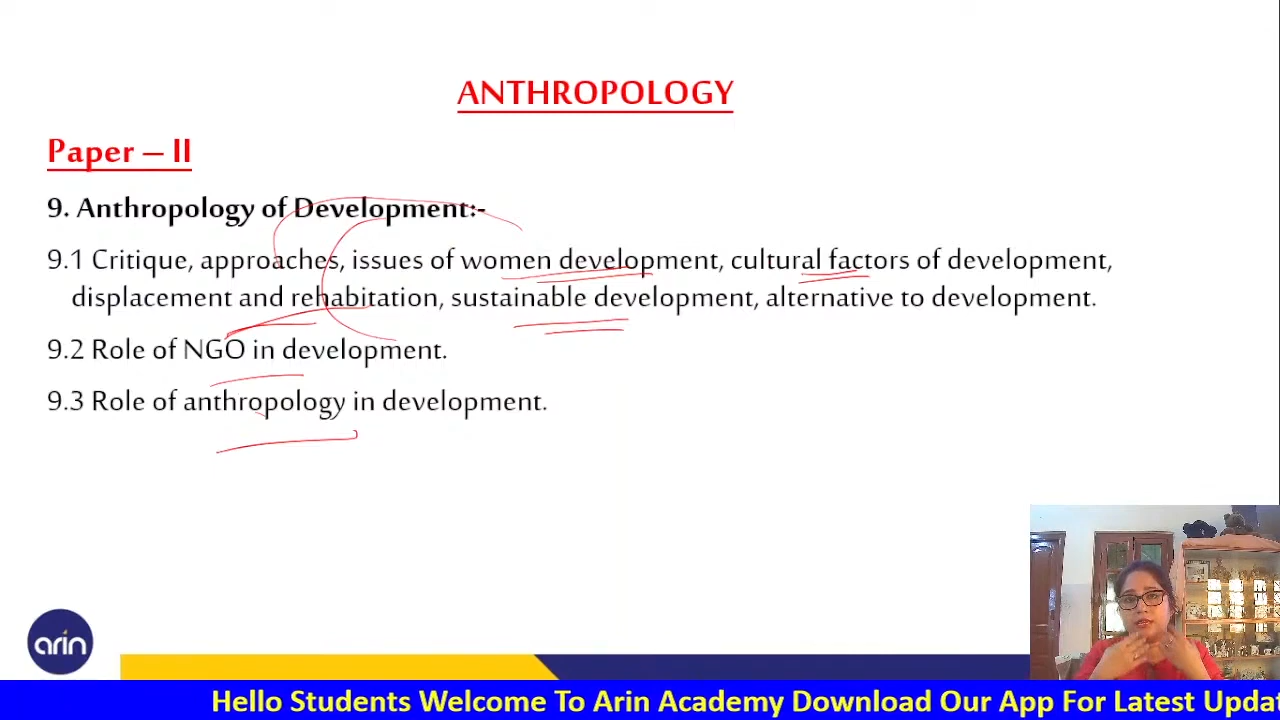 ANTHROPOLOGY
Paper – II
9. Anthropology of Development:-
9.1 Critique, approaches, issues of women development, cultural factors of development,
displacement and rehabitation, sustainable development, alternative to development.
9.2 Role of NGO in development.
9.3 Role of anthropology in development.
arin
Hello Students Welcome To Arin Academy Download Our App For Latest Upda